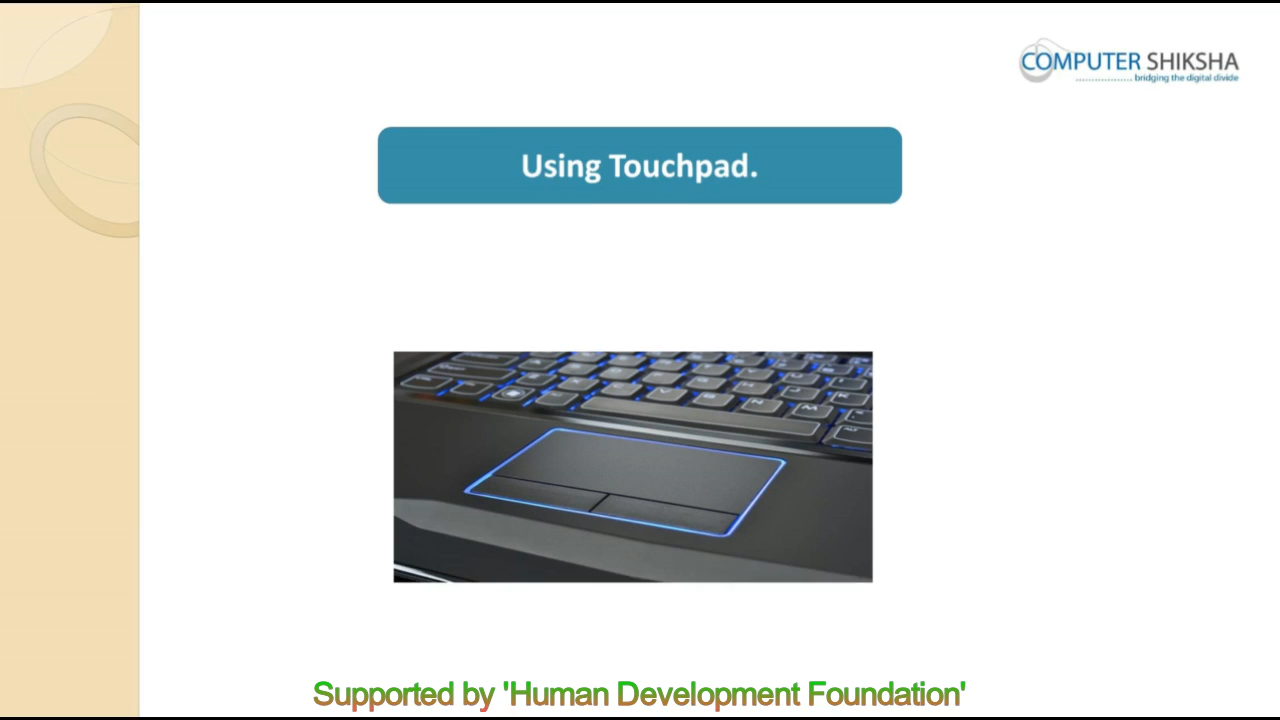 COMPUTER SHIKSHA
bridging the digital divide
Using Touchpad.
Supported by 'Human Development Foundation'